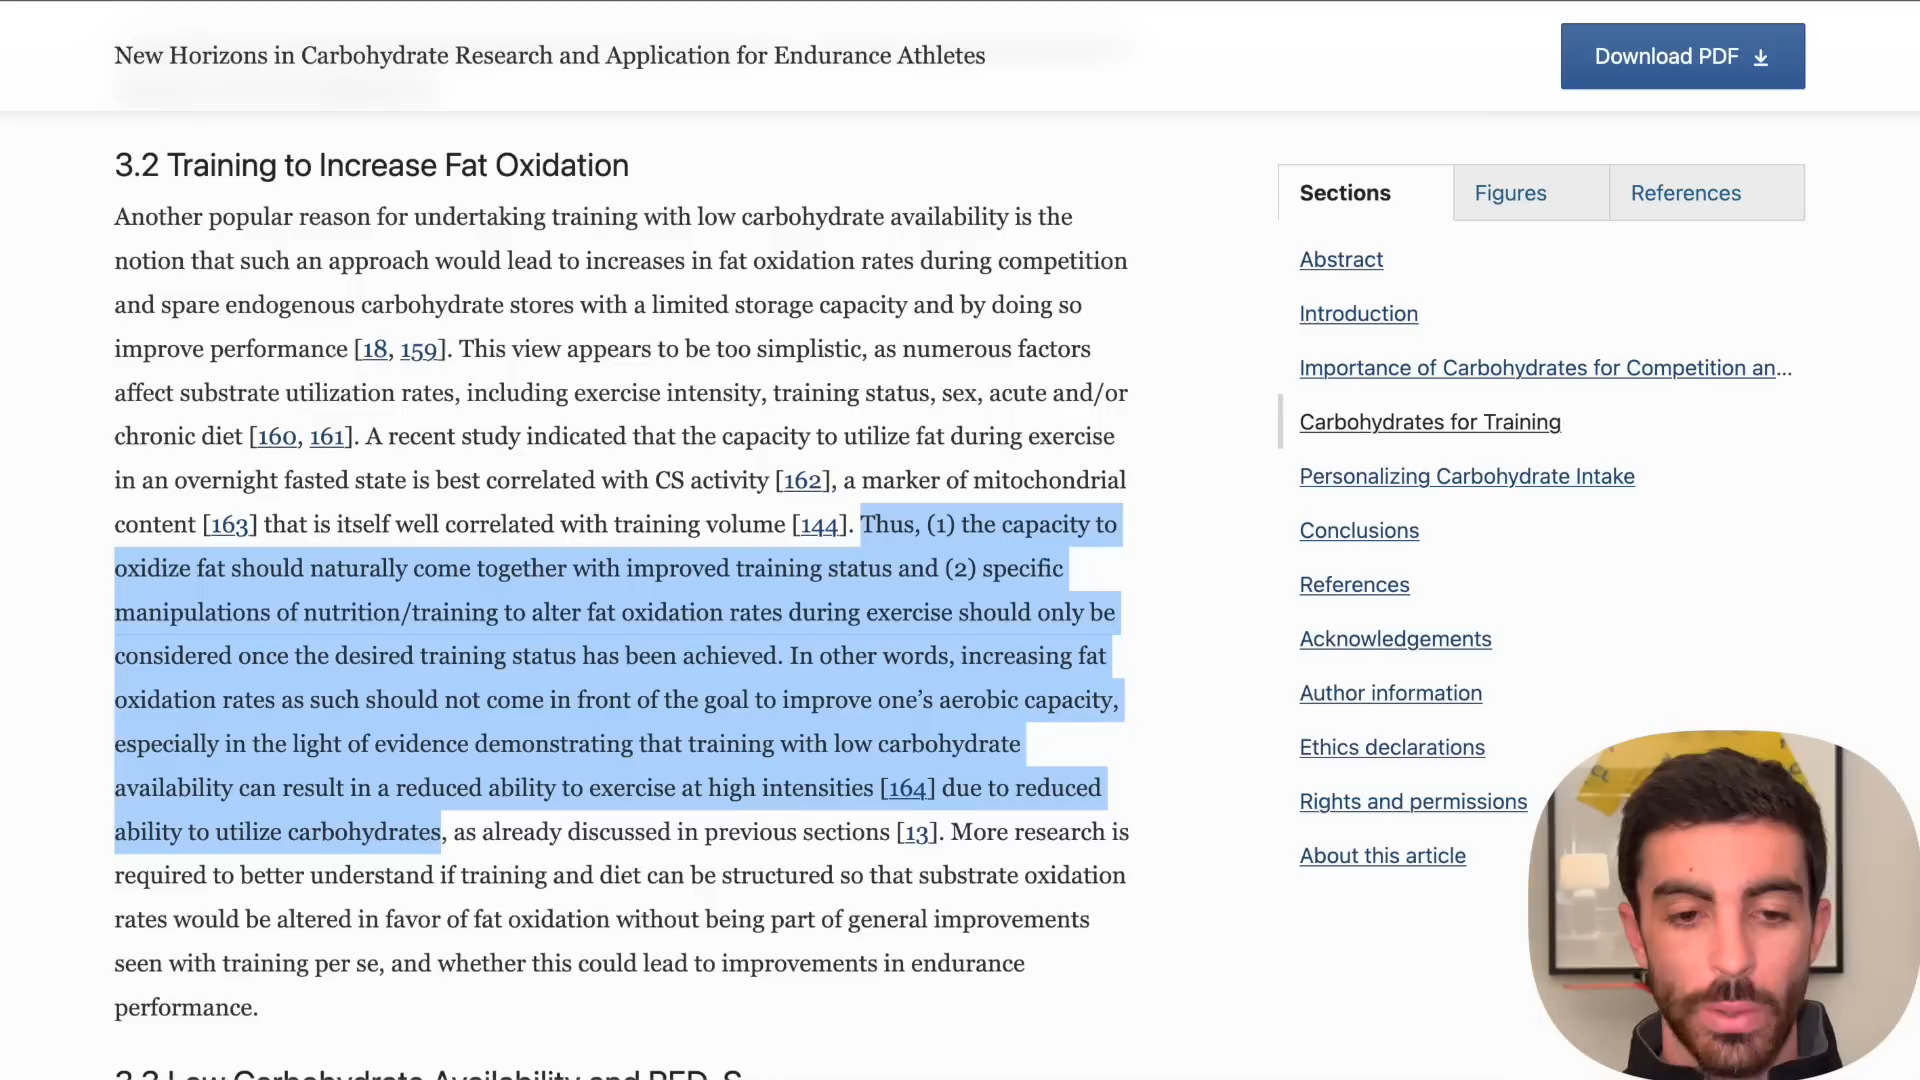 New Horizons in Carbohydrate Research and Application for Endurance Athletes
Download PDF
3.2 Training to Increase Fat Oxidation
Another popular reason for undertaking training with low carbohydrate availability is the
notion that such an approach would lead to increases in fat oxidation rates during competition
and spare endogenous carbohydrate stores with a limited storage capacity and by doing so
improve performance [18, 159]. This view appears to be too simplistic, as numerous factors
affect substrate utilization rates, including exercise intensity, training status, sex, acute and/or
chronic diet [160, 161]. A recent study indicated that the capacity to utilize fat during exercise
in an overnight fasted state is best correlated with CS activity [162], a marker of mitochondrial
content [163] that is itself well correlated with training volume [144]. Thus, (1) the capacity to
oxidize fat should naturally come together with improved training status and (2) specific
manipulations of nutrition/training to alter fat oxidation rates during exercise should only be
considered once the desired training status has been achieved. In other words, increasing fat
oxidation rates as such should not come in front of the goal to improve one's aerobic capacity,
especially in the light of evidence demonstrating that training with low carbohydrate
availability can result in a reduced ability to exercise at high intensities [164] due to reduced
ability to utilize carbohydrates, as already discussed in previous sections [13]. More research is
required to better understand if training and diet can be structured so that substrate oxidation
rates would be altered in favor of fat oxidation without being part of general improvements
seen with training per se, and whether this could lead to improvements in endurance
performance.
3.3 Low Carbohydrate Availability and RED-S
Sections
Figures
References
Abstract
Introduction
Importance of Carbohydrates for Competition an...
Carbohydrates for Training
Personalizing Carbohydrate Intake
Conclusions
References
Acknowledgements
Author information
Ethics declarations
Rights and permissions
About this article